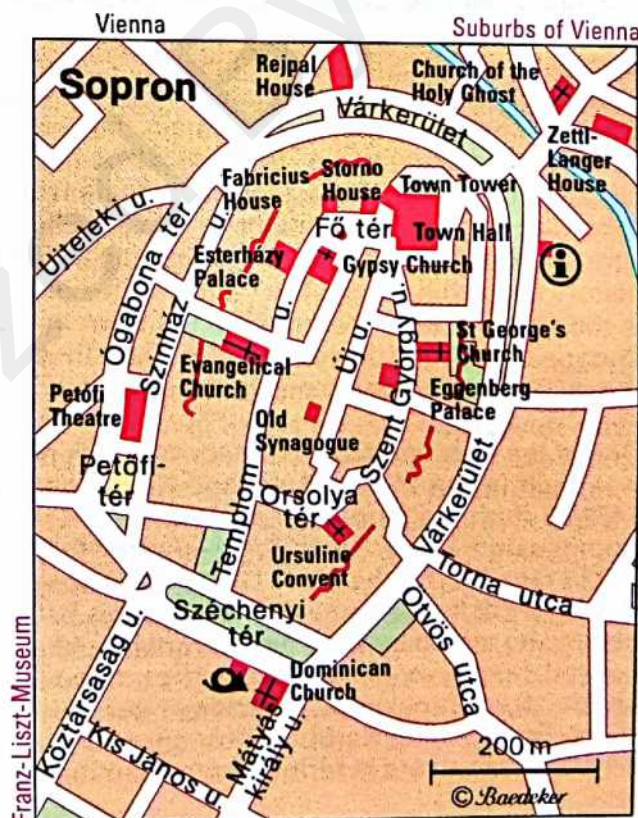 Vienna
Suburbs of Vienna
Sopron
Rejpál
House
Church of the
Holy Ghost
Várkerület
Zettl-
Langer
House
Fabricius
House
Storno
House
Town Tower
Újteleki u.
Ógabona tér
u.
Fő tér
Town Hall
Esterházy
Palace
Gypsy Church
i
Színház
u.
Új u.
Szent György u.
St George's
Church
Evangelical
Church
Eggenberg
Palace
Petőfi
Theatre
Old
Synagogue
Petőfi-
tér
Templom
Orsolya
tér
Várkerület
Ursuline
Convent
Torna utca
Széchenyi
tér
Ötvös utca
Dominican
Church
Köztársaság u.
Mátyás
király u.
Kis János u.
Franz-Liszt-Museum
200 m
© Baedeker